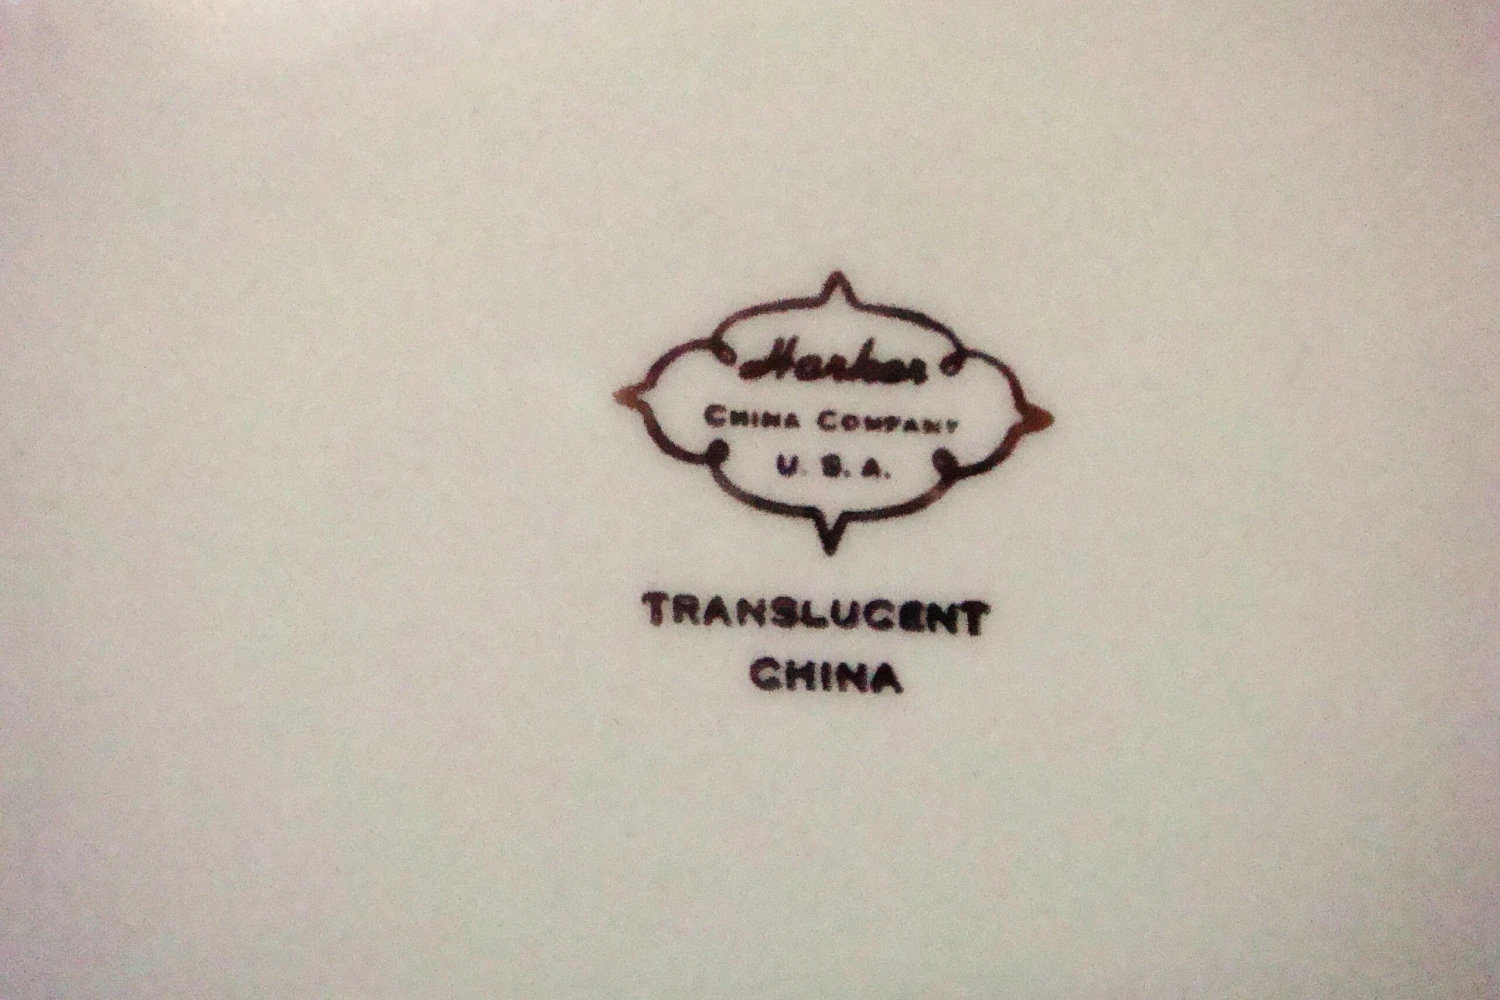 Harker
CHINA COMPANY
U. S. A.
TRANSLUCENT
CHINA